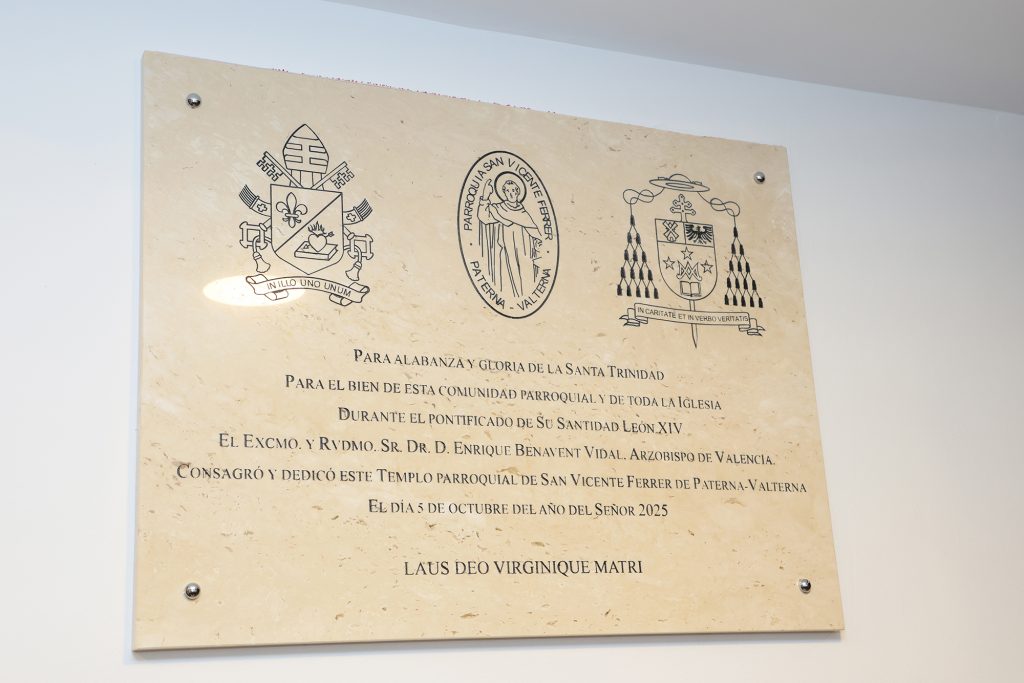 IN ILLO UNO UNUM
PARROQUIA SAN VICENTE FERRER
PATERNA - VALTERNA
IN CARITATE ET IN VERBO VERITATIS
PARA ALABANZA Y GLORIA DE LA SANTA TRINIDAD
PARA EL BIEN DE ESTA COMUNIDAD PARROQUIAL Y DE TODA LA IGLESIA
DURANTE EL PONTIFICADO DE SU SANTIDAD LEÓN XIV
EL EXCMO. Y RVDMO. SR. DR. D. ENRIQUE BENAVENT VIDAL, ARZOBISPO DE VALENCIA,
CONSAGRÓ Y DEDICÓ ESTE TEMPLO PARROQUIAL DE SAN VICENTE FERRER DE PATERNA-VALTERNA
EL DÍA 5 DE OCTUBRE DEL AÑO DEL SEÑOR 2025
LAUS DEO VIRGINIQUE MATRI